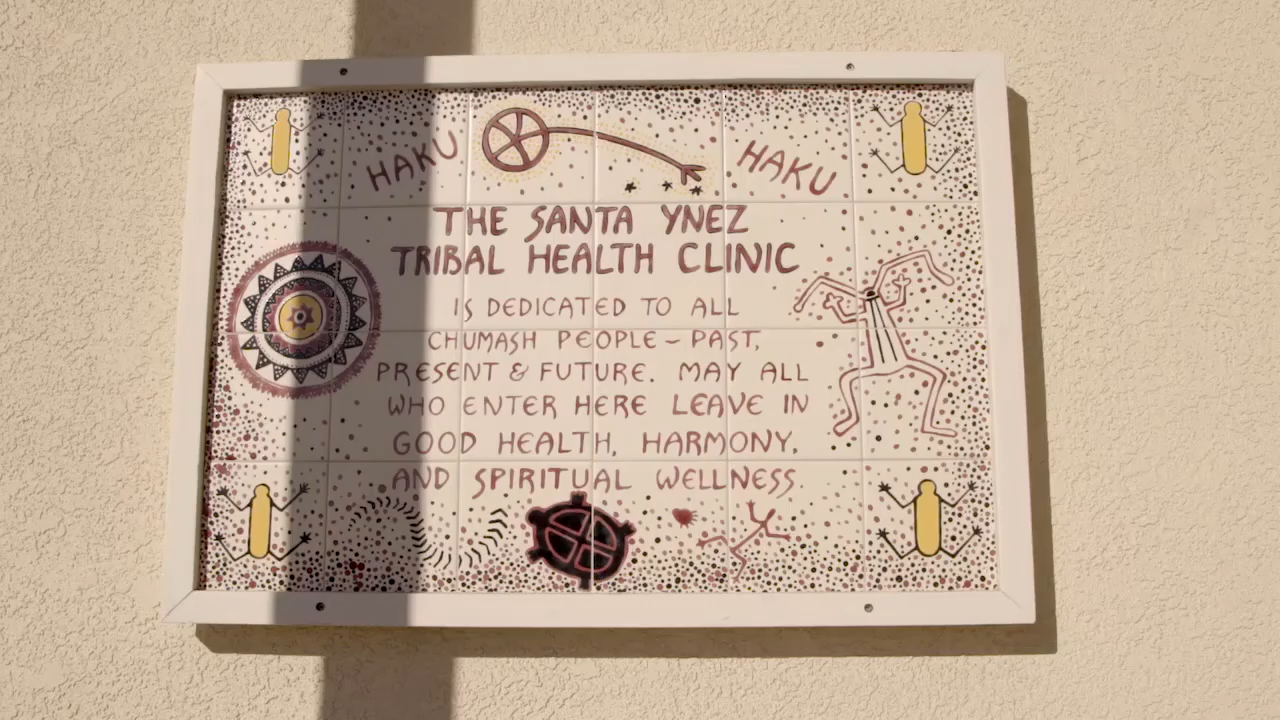 HAKU HAKU
THE SANTA YNEZ
TRIBAL HEALTH CLINIC
IS DEDICATED TO ALL
CHUMASH PEOPLE – PAST,
PRESENT & FUTURE. MAY ALL
WHO ENTER HERE LEAVE IN
GOOD HEALTH, HARMONY,
AND SPIRITUAL WELLNESS.